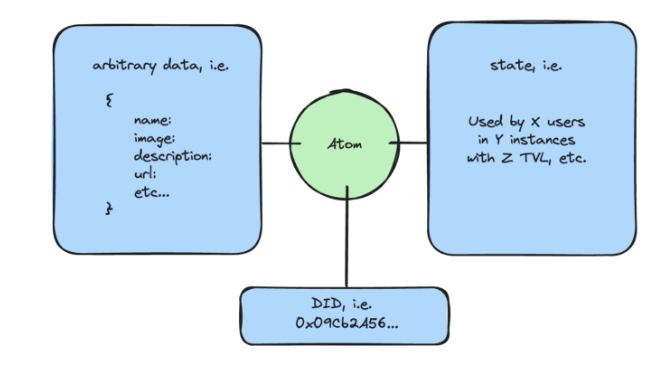 arbitrary data, i.e.
{
name:
image:
description:
url:
etc...
}
Atom
state, i.e.
Used by X users
in Y instances
with Z TVL, etc.
DID, i.e.
0x09Cb2A56...